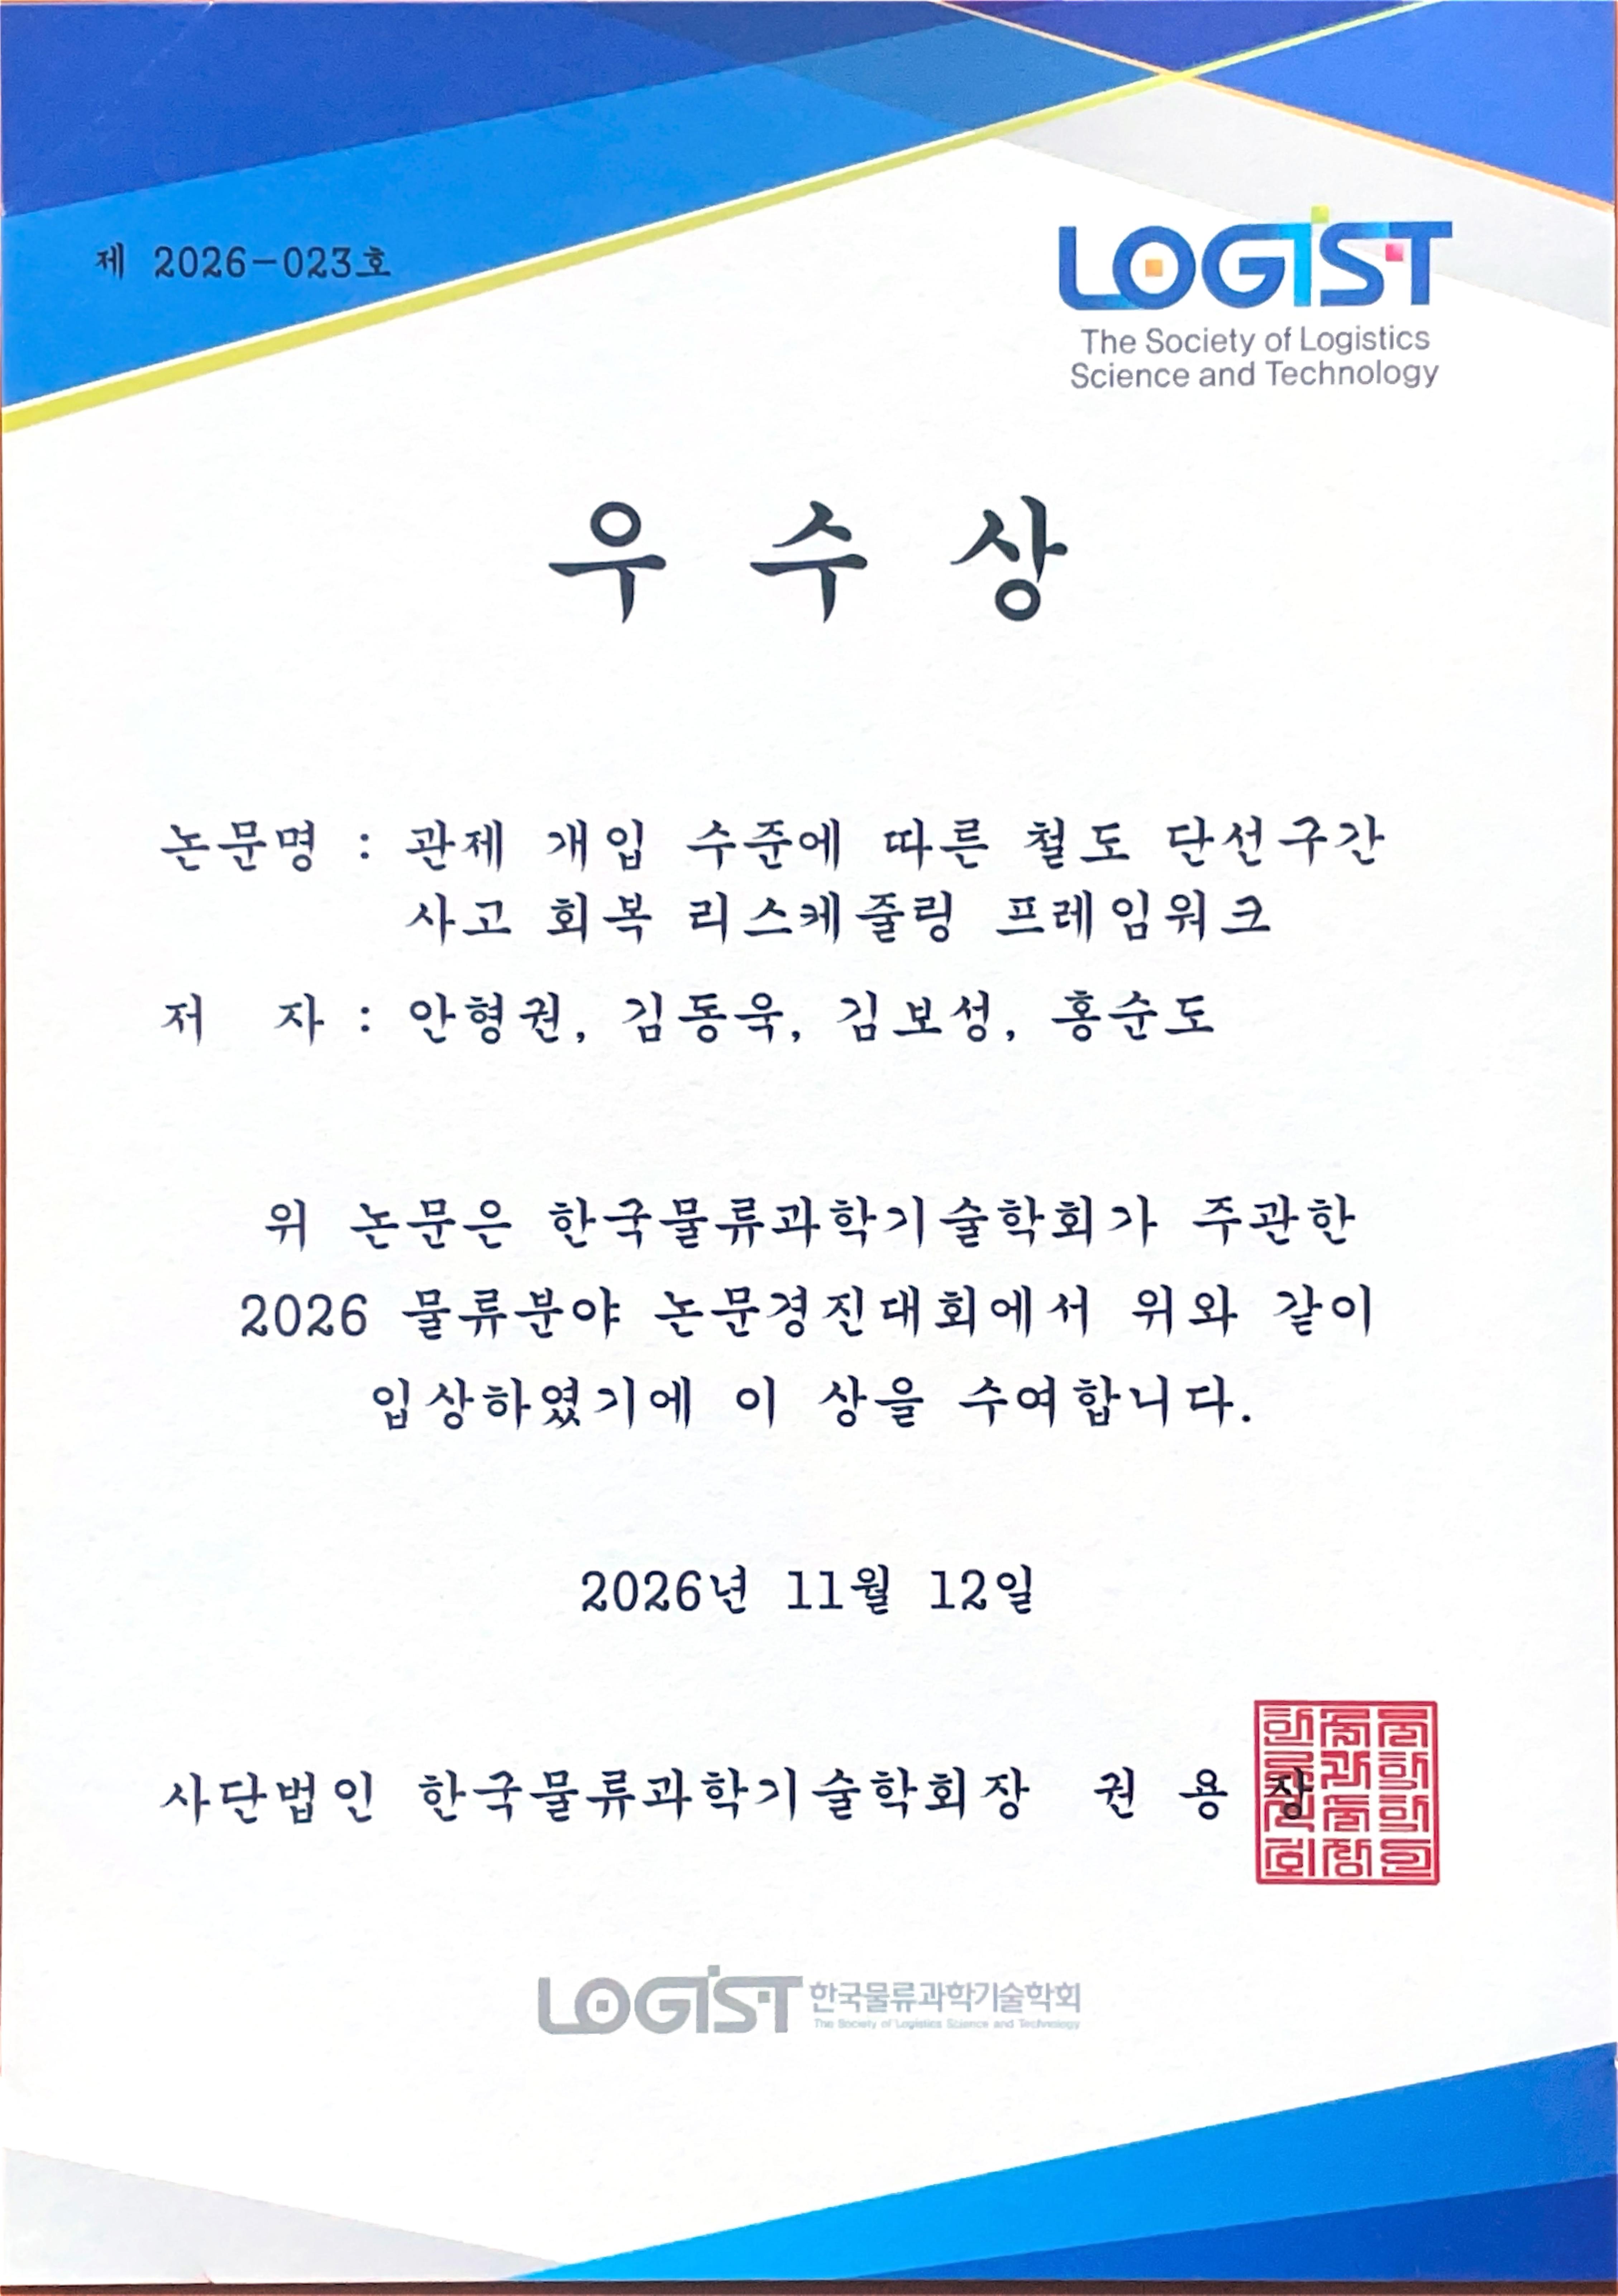 제 2026-023호
LOGIST
The Society of Logistics
Science and Technology
우 수 상
논문명 : 관제 개입 수준에 따른 철도 단선구간
사고 회복 리스케줄링 프레임워크
저 자 : 안형권, 김동욱, 김보성, 홍순도
위 논문은 한국물류과학기술학회가 주관한
2026 물류분야 논문경진대회에서 위와 같이
입상하였기에 이 상을 수여합니다.
2026년 11월 12일
사단법인 한국물류과학기술학회장 권 용 장
LOGIST 한국물류과학기술학회
The Society of Logistics Science and Technology